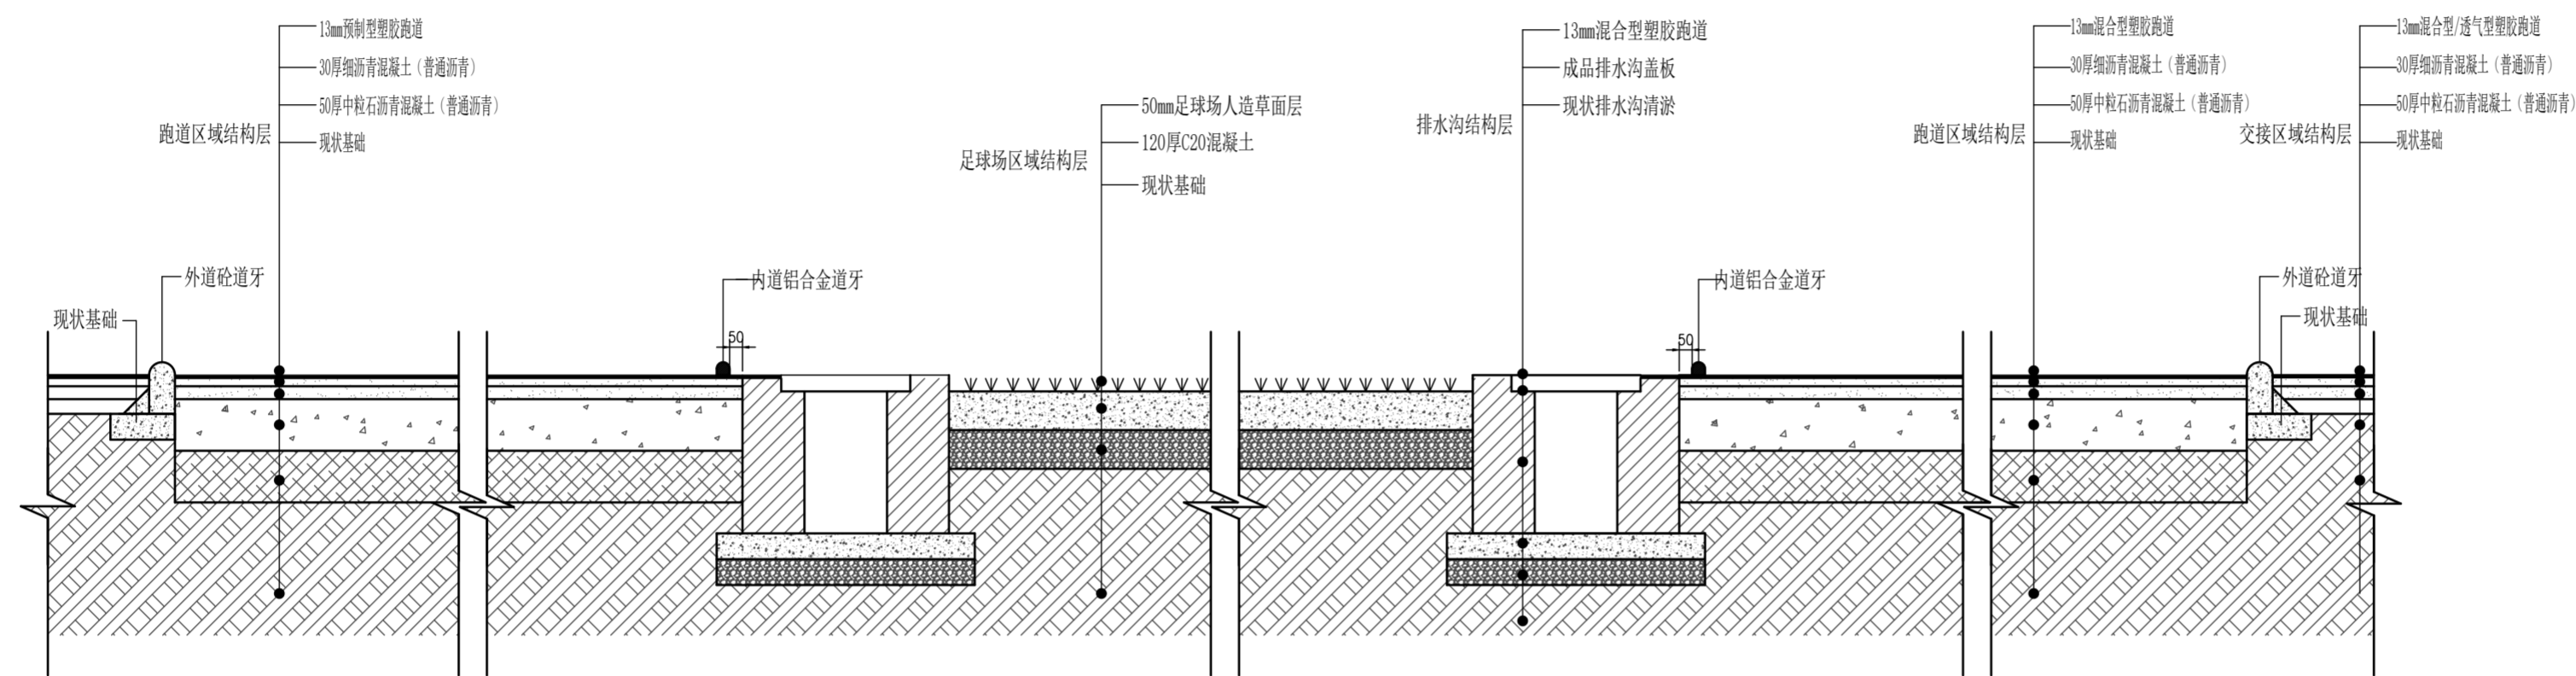 13mm预制型塑胶跑道
30厚细沥青混凝土（普通沥青）
50厚中粒石沥青混凝土（普通沥青）
现状基础
跑道区域结构层
50mm足球场人造草面层
120厚C20混凝土
现状基础
足球场区域结构层
13mm混合型塑胶跑道
成品排水沟盖板
现状排水沟清淤
排水沟结构层
13mm混合型塑胶跑道
30厚细沥青混凝土（普通沥青）
50厚中粒石沥青混凝土（普通沥青）
现状基础
跑道区域结构层
13mm混合型/透气型塑胶跑道
30厚细沥青混凝土（普通沥青）
50厚中粒石沥青混凝土（普通沥青）
现状基础
交接区域结构层
外道砼道牙
现状基础
内道铝合金道牙
50
内道铝合金道牙
50
外道砼道牙
现状基础